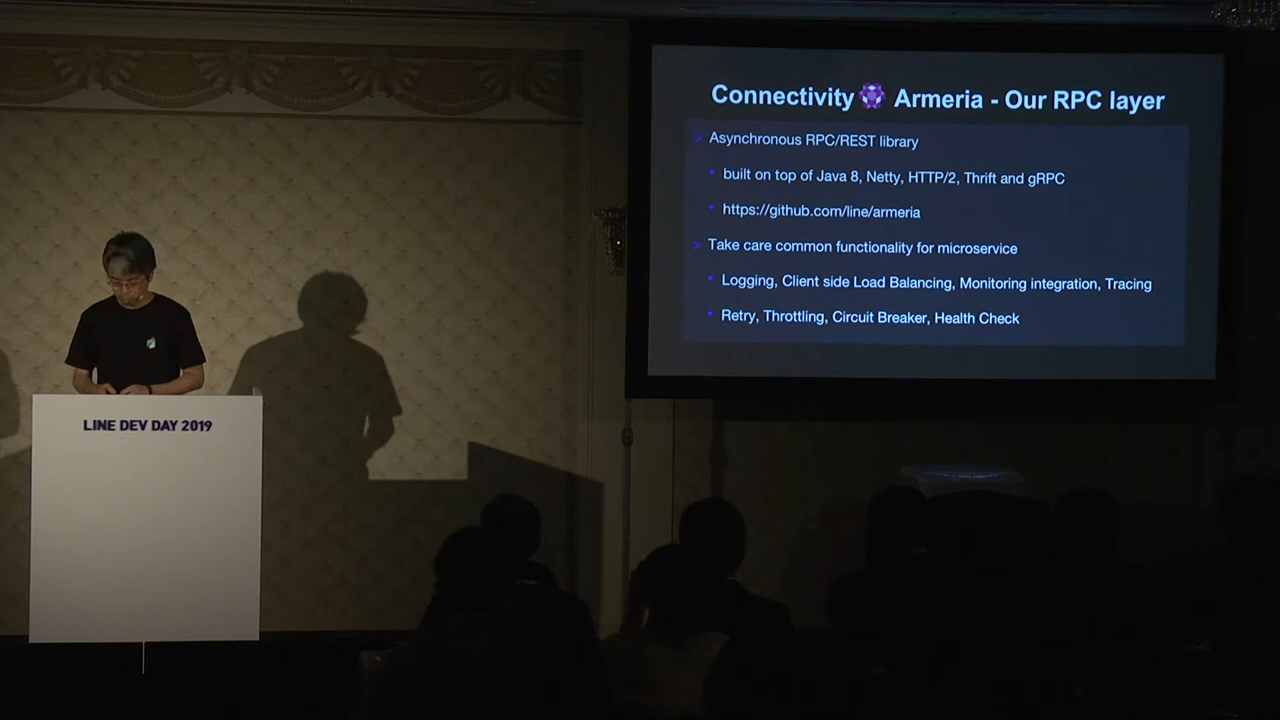 Connectivity Armeria - Our RPC layer
> Asynchronous RPC/REST library
• built on top of Java 8, Netty, HTTP/2, Thrift and gRPC
• https://github.com/line/armeria
> Take care common functionality for microservice
• Logging, Client side Load Balancing, Monitoring integration, Tracing
• Retry, Throttling, Circuit Breaker, Health Check
LINE DEV DAY 2019